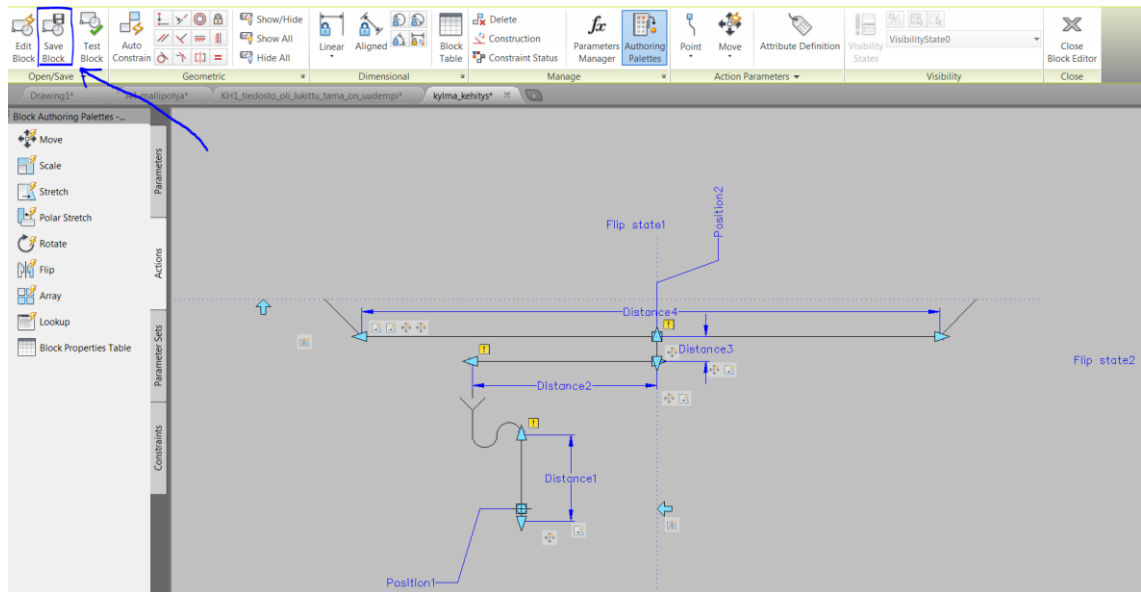 Edit Block
Save Block
Test Block
Auto Constrain
Show/Hide
Show All
Hide All
Linear
Aligned
Block Table
Delete
Construction
Constraint Status
fx
Parameters Manager
Authoring Palettes
Point
Move
Attribute Definition
Visibility States
VisibilityState0
Close Block Editor
Open/Save
Geometric
Dimensional
Manage
Action Parameters
Visibility
Close
Drawing1*
mallipohja*
KH1_tiedosto_oli_lukittu_tama_on_uudempi*
kylma_kehitys*
Block Authoring Palettes -...
Move
Scale
Stretch
Polar Stretch
Rotate
Flip
Array
Lookup
Block Properties Table
Parameters
Actions
Parameter Sets
Constraints
Flip state1
Position2
Distance4
Distance3
Flip state2
Distance2
Distance1
Position1